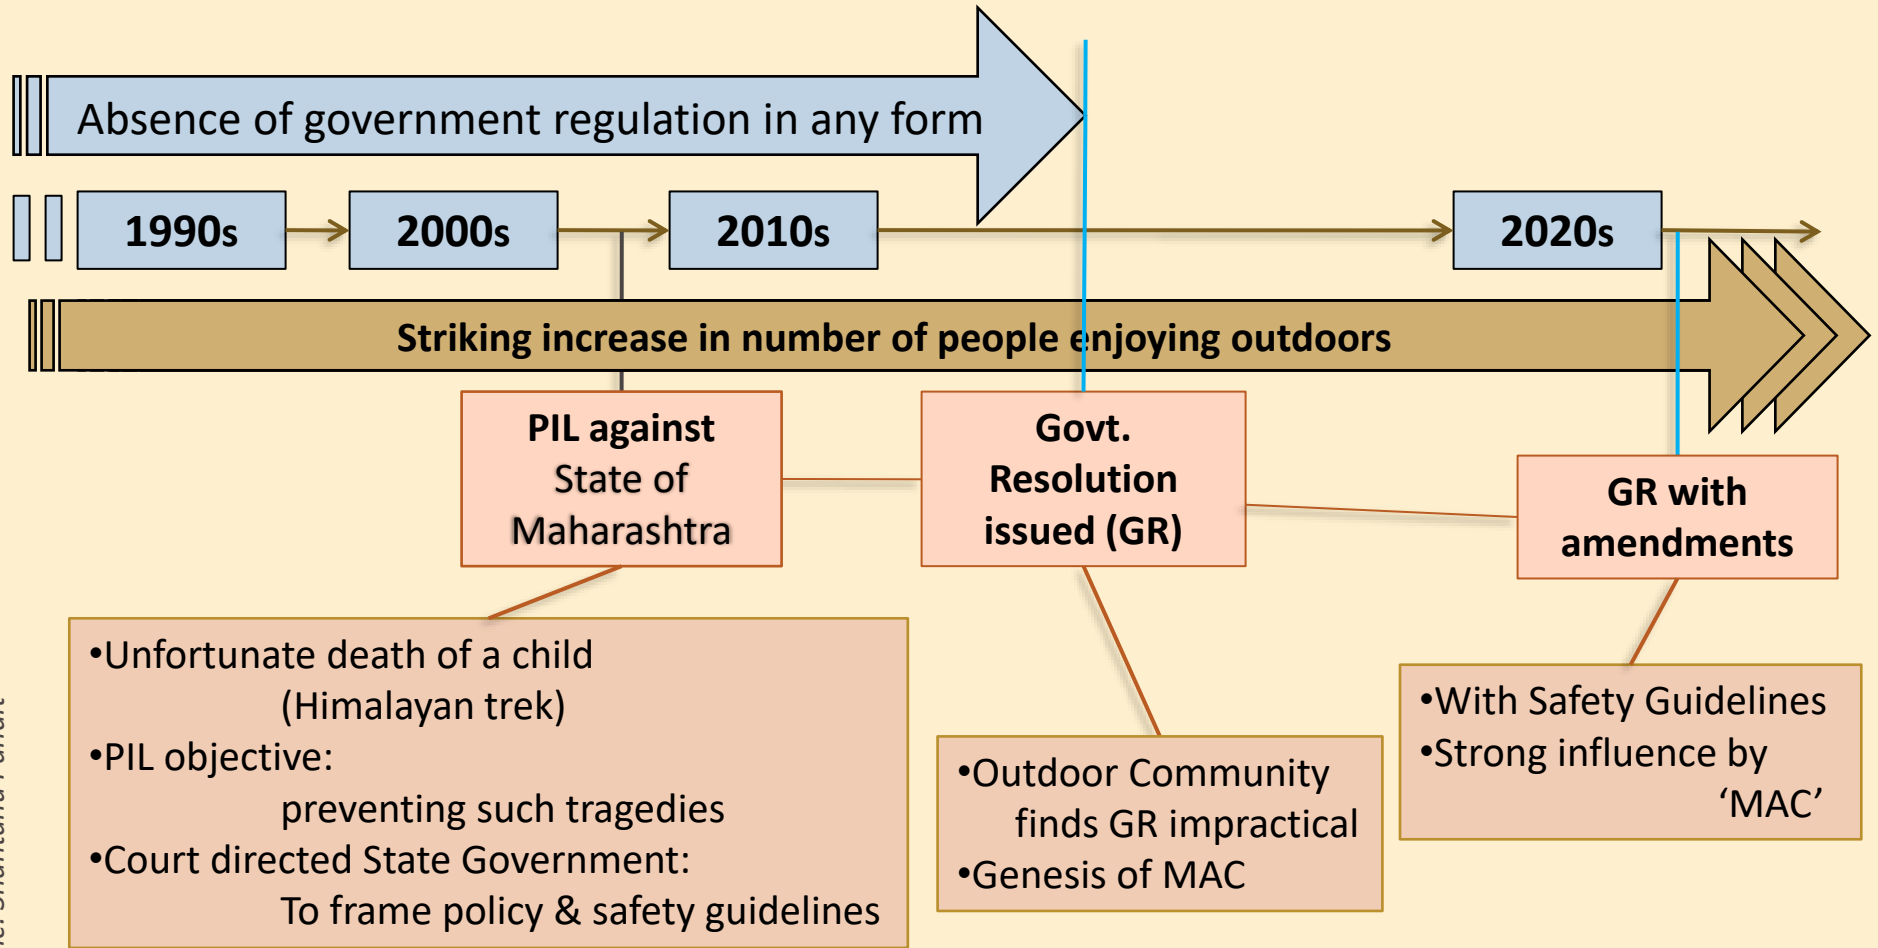 Absence of government regulation in any form
1990s
2000s
2010s
2020s
Striking increase in number of people enjoying outdoors
PIL against
State of
Maharashtra
Govt.
Resolution
issued (GR)
GR with
amendments
•Unfortunate death of a child
(Himalayan trek)
•PIL objective:
preventing such tragedies
•Court directed State Government:
To frame policy & safety guidelines
•Outdoor Community
finds GR impractical
•Genesis of MAC
•With Safety Guidelines
•Strong influence by
‘MAC’
Shantanu Pandit